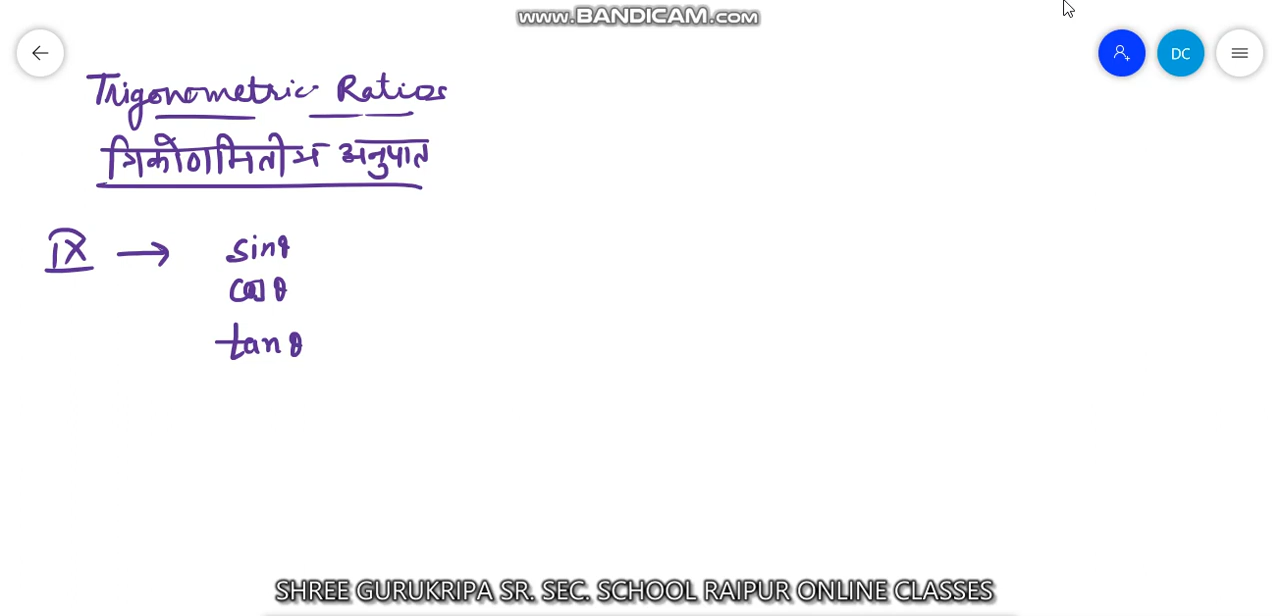 www.BANDICAM.com
DC
Trigonometric Ratios
त्रिकोणमितीय अनुपात
IX → sinθ
cosθ
tanθ
SHREE GURUKRIPA SR. SEC. SCHOOL RAIPUR ONLINE CLASSES